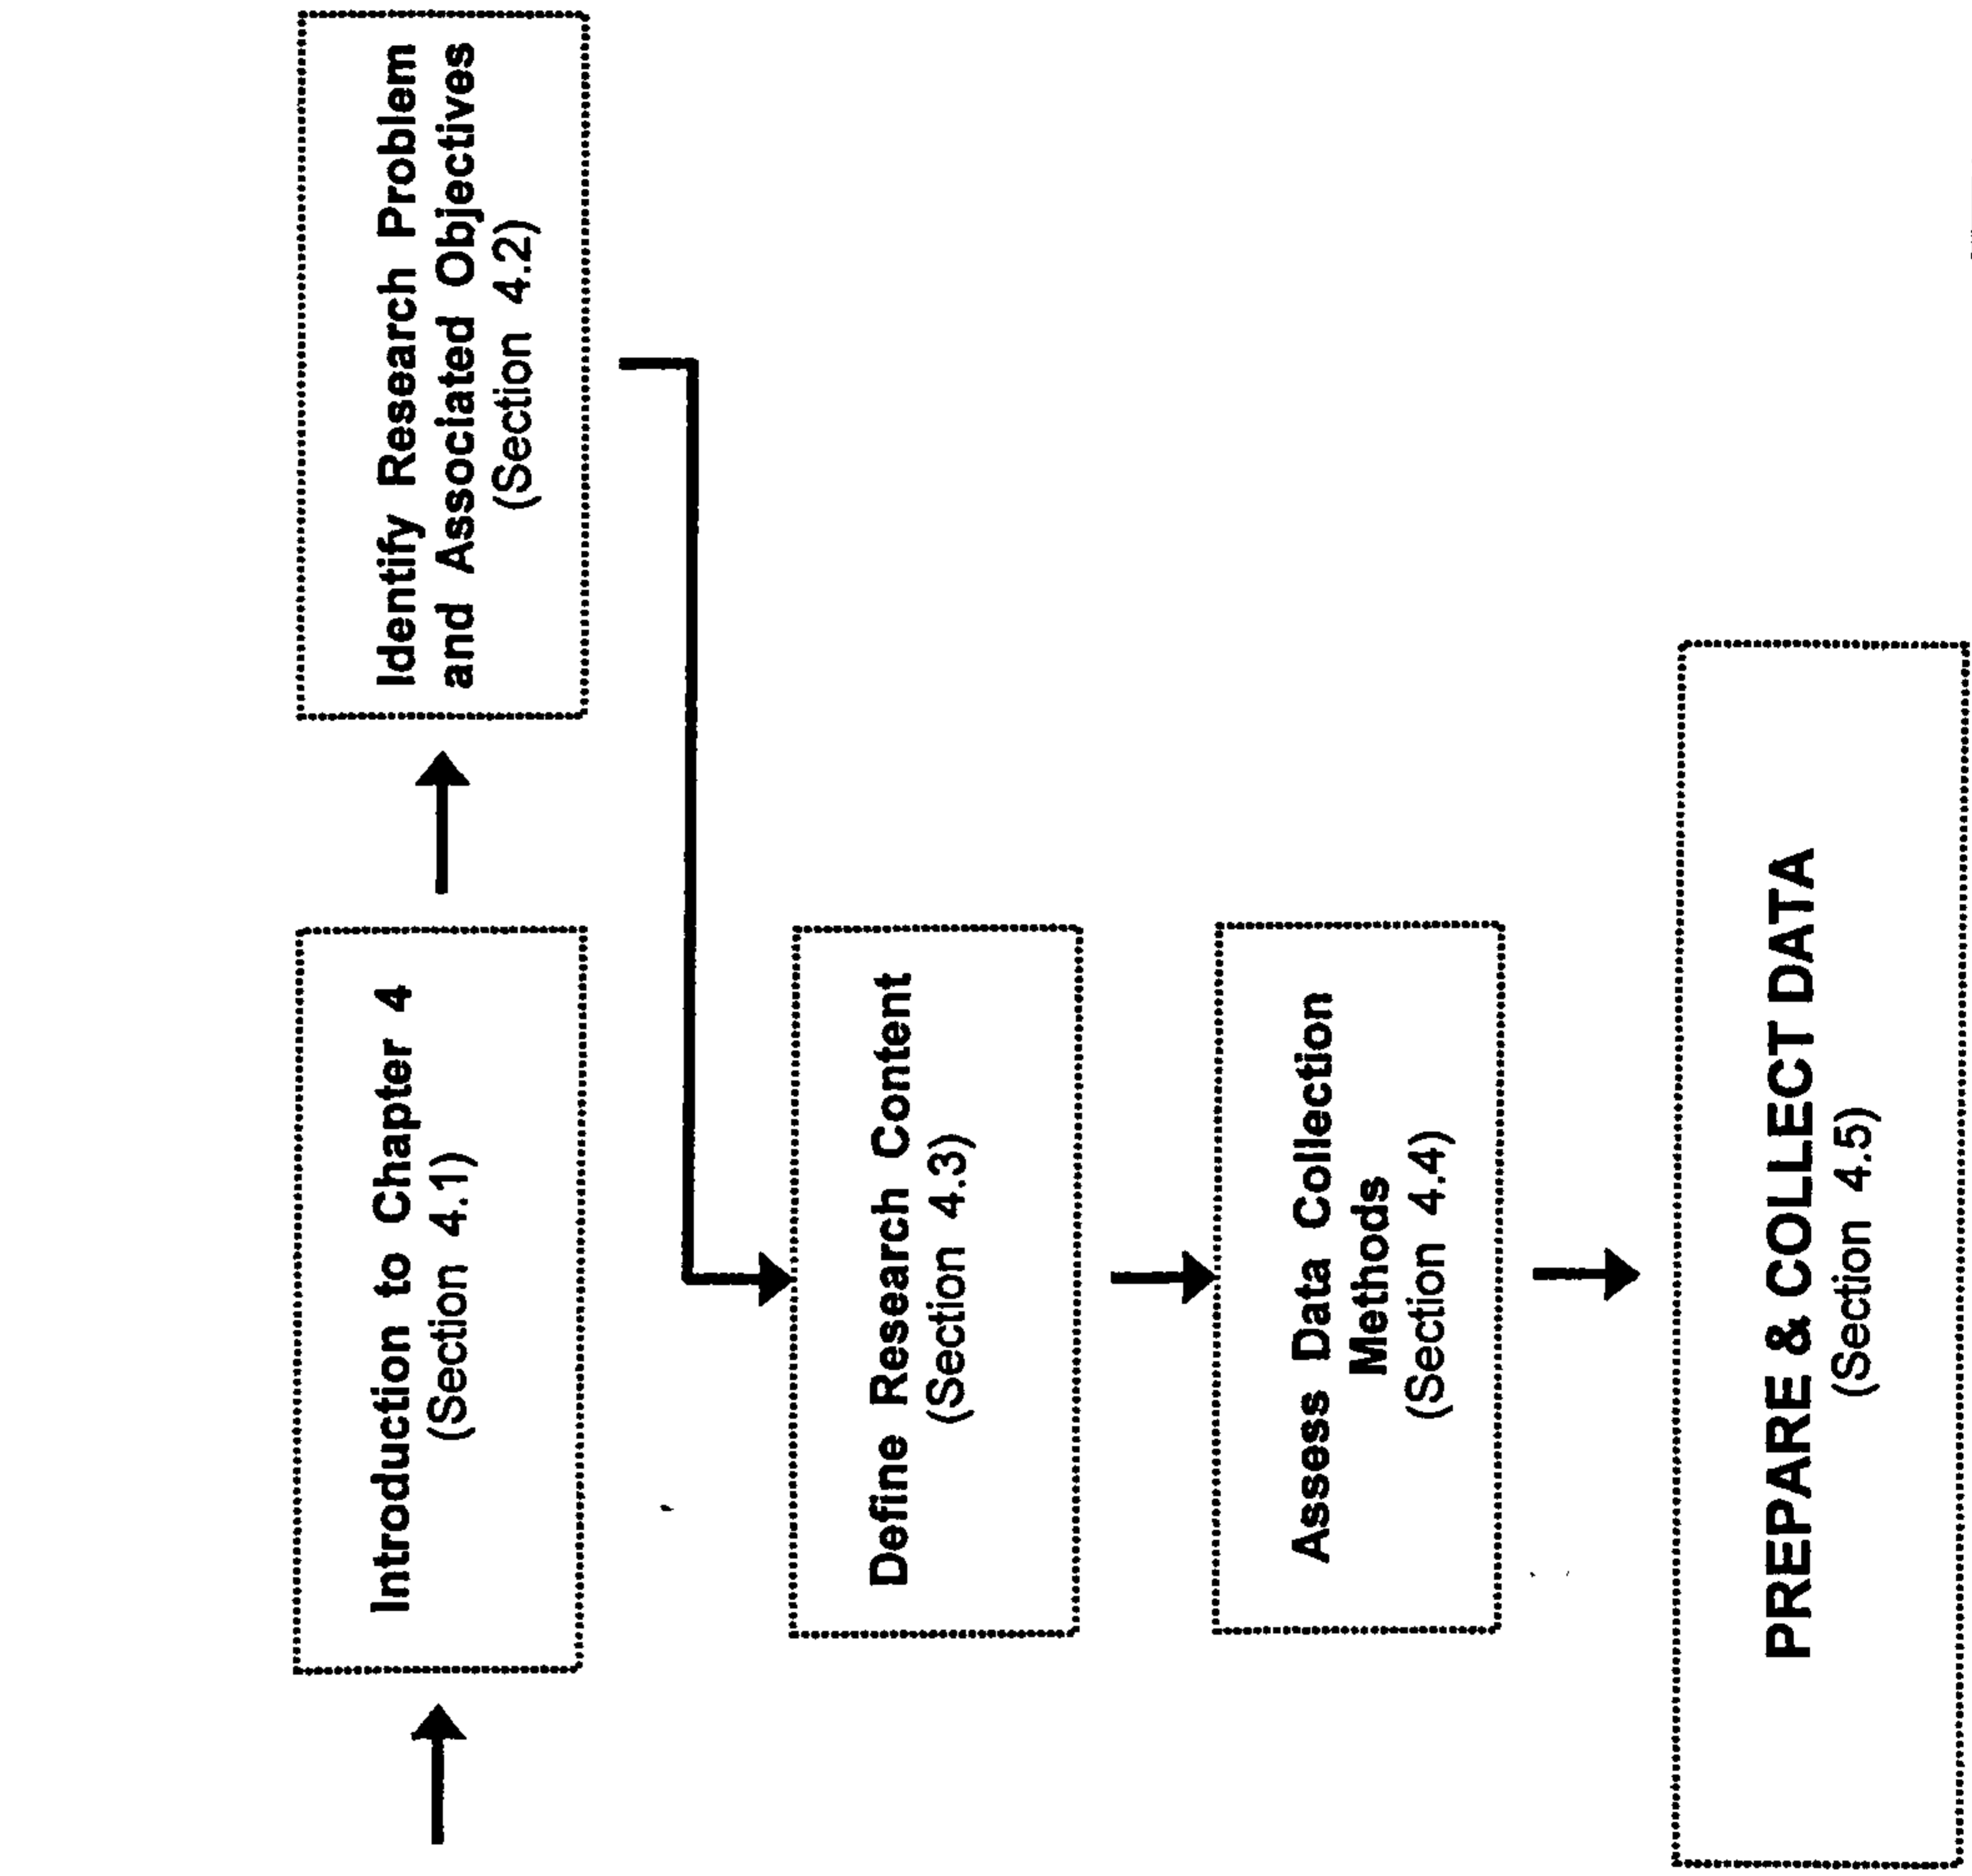 Introduction to Chapter 4
(Section 4.1)
Identify Research Problem
and Associated Objectives
(Section 4.2)
Define Research Content
(Section 4.3)
Assess Data Collection
Methods
(Section 4.4)
PREPARE & COLLECT DATA
(Section 4.5)